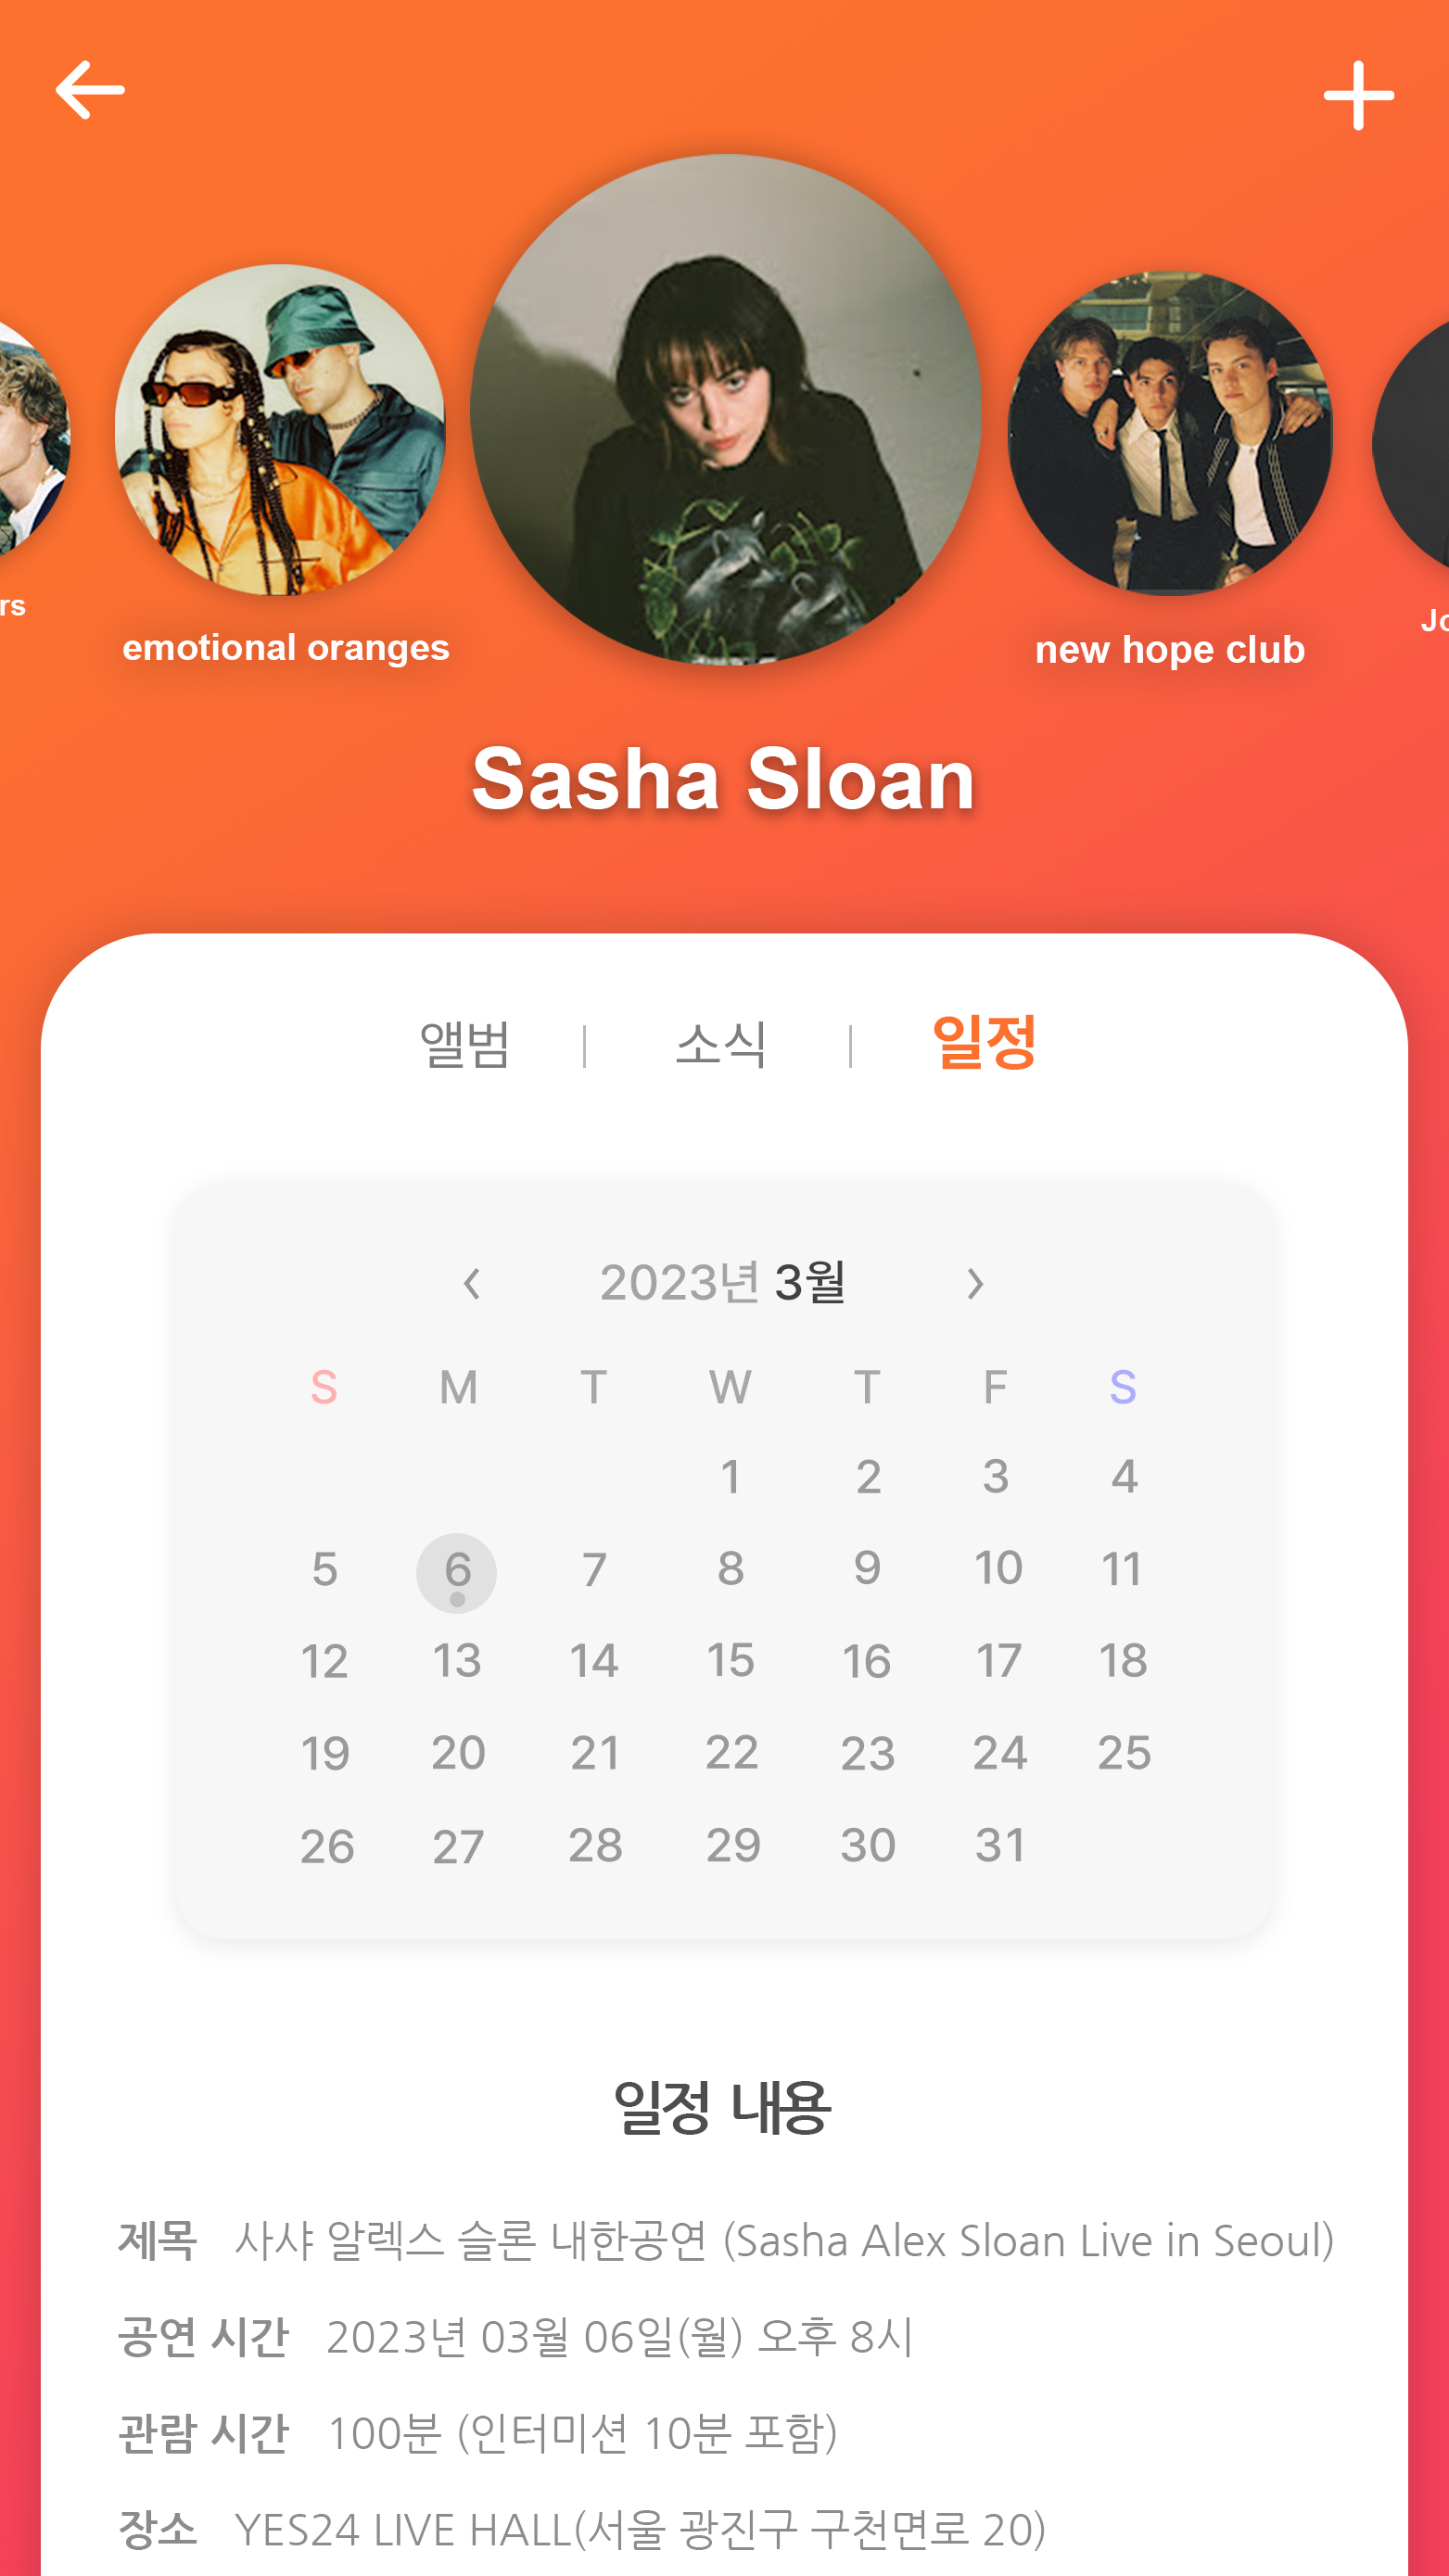 rs
emotional oranges
new hope club
Jo
Sasha Sloan
앨범 | 소식 | 일정
2023년 3월
S M T W T F S
1 2 3 4
5 6 7 8 9 10 11
12 13 14 15 16 17 18
19 20 21 22 23 24 25
26 27 28 29 30 31
일정 내용
제목 사샤 알렉스 슬론 내한공연 (Sasha Alex Sloan Live in Seoul)
공연 시간 2023년 03월 06일(월) 오후 8시
관람 시간 100분 (인터미션 10분 포함)
장소 YES24 LIVE HALL(서울 광진구 구천면로 20)